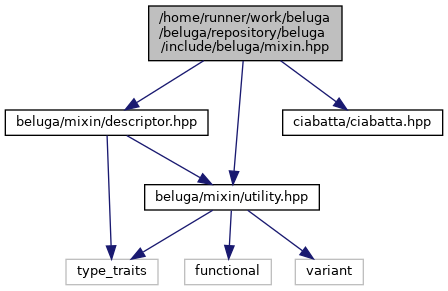 /home/runner/work/beluga
/beluga/repository/beluga
/include/beluga/mixin.hpp
beluga/mixin/descriptor.hpp
ciabatta/ciabatta.hpp
beluga/mixin/utility.hpp
type_traits
functional
variant